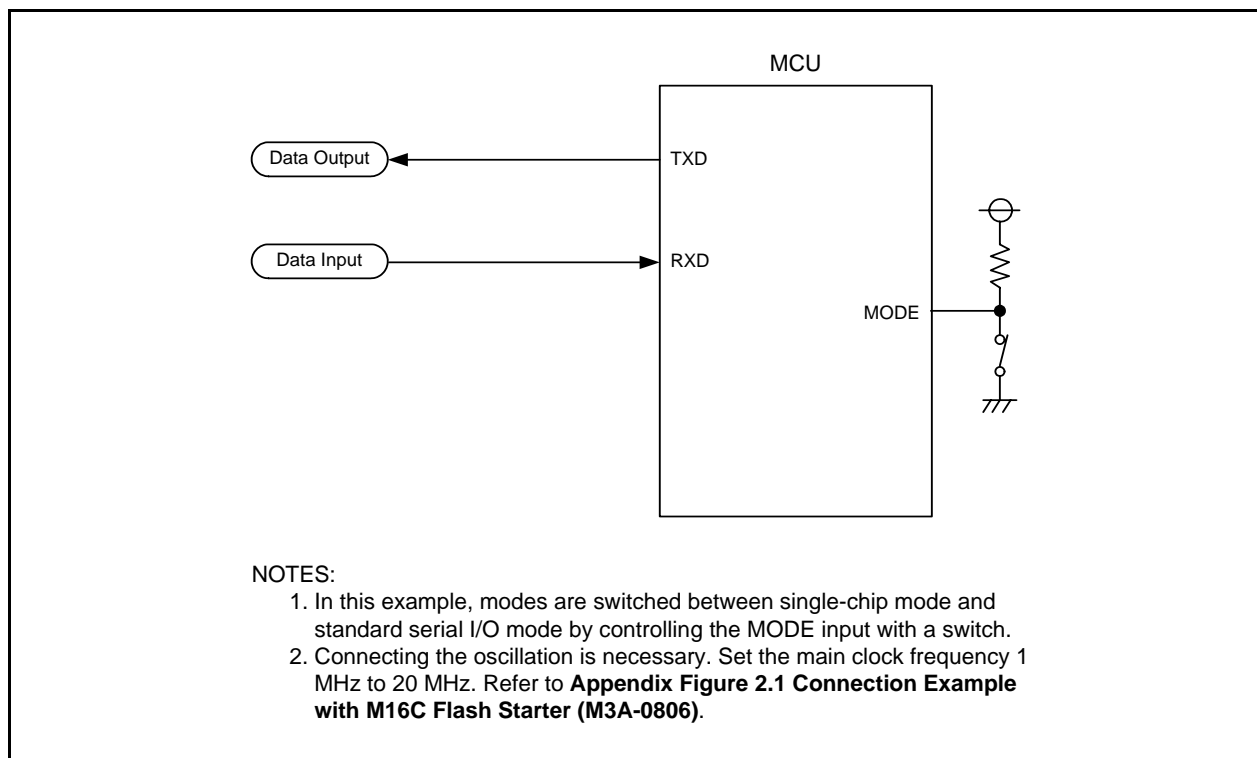 MCU
Data Output
TXD
Data Input
RXD
MODE
NOTES:
1. In this example, modes are switched between single-chip mode and
standard serial I/O mode by controlling the MODE input with a switch.
2. Connecting the oscillation is necessary. Set the main clock frequency 1
MHz to 20 MHz. Refer to Appendix Figure 2.1 Connection Example
with M16C Flash Starter (M3A-0806).